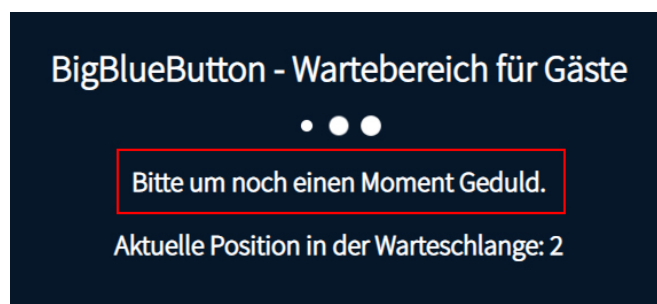 BigBlueButton - Wartebereich für Gäste
Bitte um noch einen Moment Geduld.
Aktuelle Position in der Warteschlange: 2